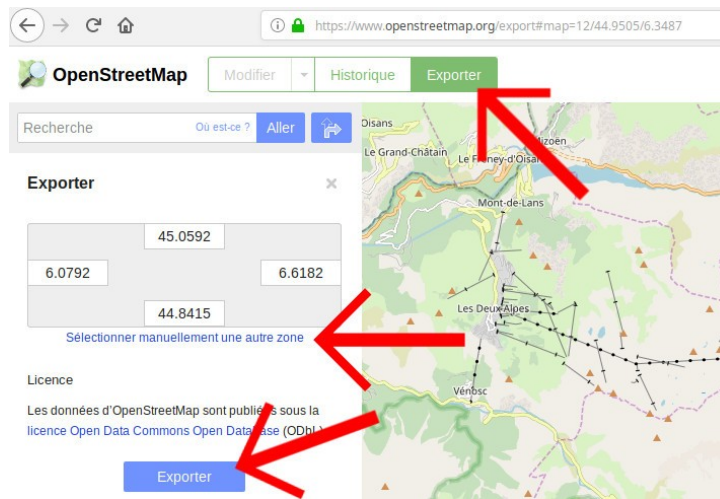 https://www.openstreetmap.org/export#map=12/44.9505/6.3487
OpenStreetMap
Modifier
Historique
Exporter
Recherche
Où est-ce ?
Aller
Exporter
45.0592
6.0792
6.6182
44.8415
Sélectionner manuellement une autre zone
Licence
Les données d’OpenStreetMap sont publiées sous la
licence Open Data Commons Open Database (ODbL)
Exporter
Oisans
Mizoën
Le Grand-Châtain
Le Freney-d'Oisans
Mont-de-Lans
Les Deux Alpes
Vénosc